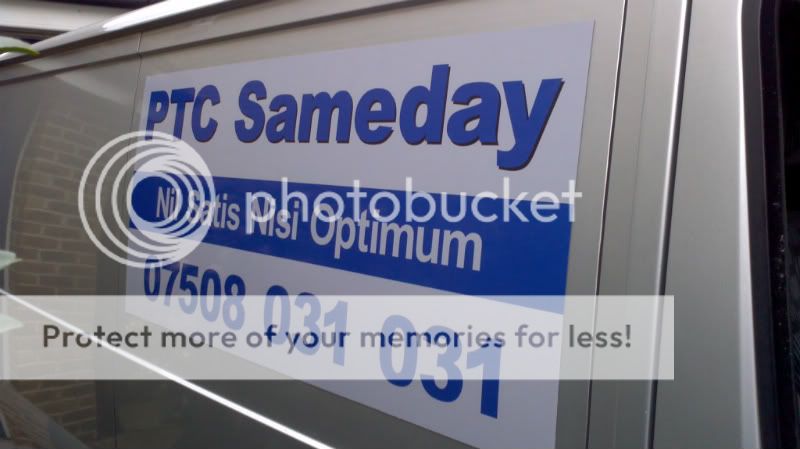 PTC Sameday
Nil Satis Nisi Optimum
photobucket
07508 031 031
Protect more of your memories for less!